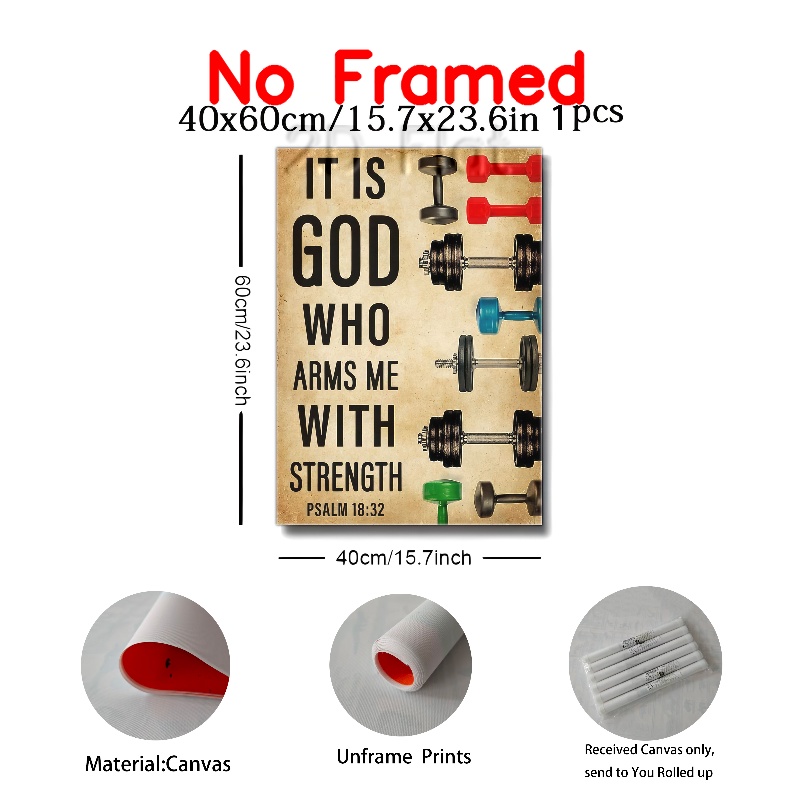 No Framed
40x60cm/15.7x23.6in 1pcs
IT IS
GOD
WHO
ARMS ME
WITH
STRENGTH
PSALM 18:32
60cm/23.6inch
40cm/15.7inch
Material:Canvas
Unframe Prints
Received Canvas only,
send to You Rolled up